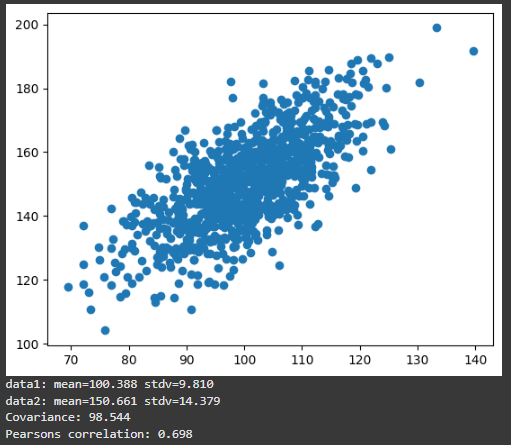 200
180
160
140
120
100
70 80 90 100 110 120 130 140
data1: mean=100.388 stdv=9.810
data2: mean=150.661 stdv=14.379
Covariance: 98.544
Pearsons correlation: 0.698